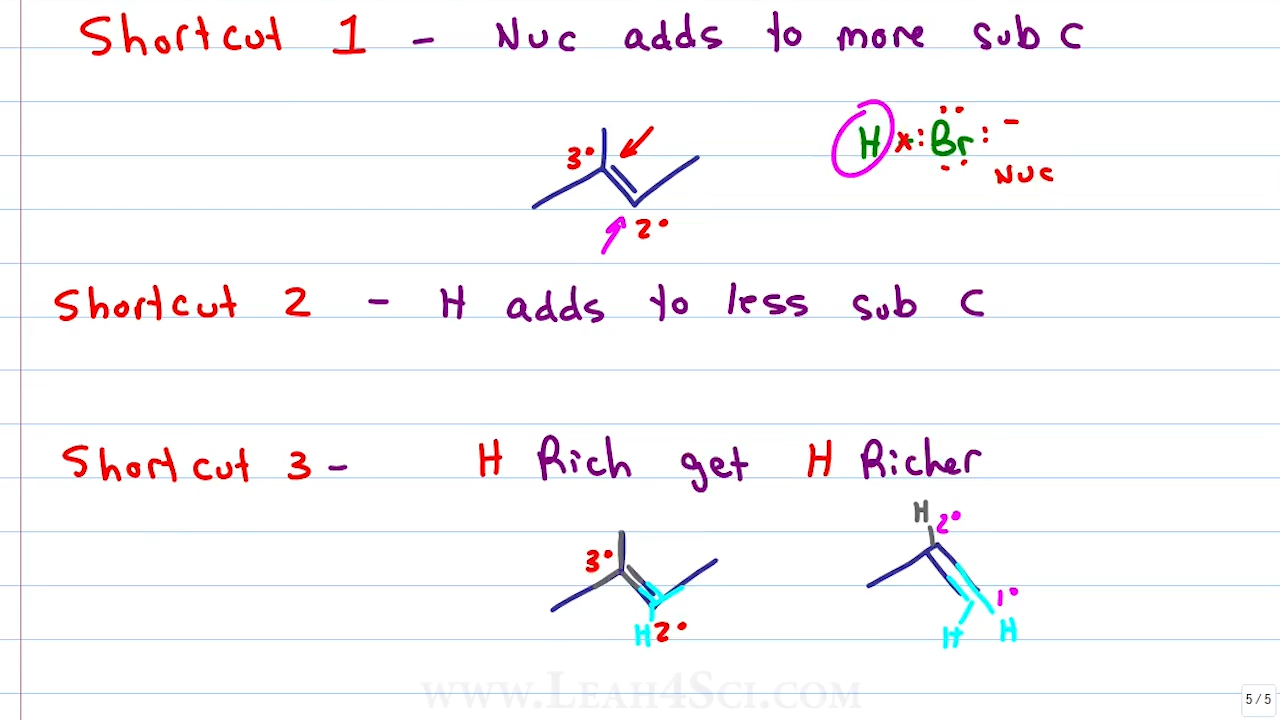 Shortcut 1 - Nuc adds to more sub C
H : Br : -
3°
Nuc
2°
Shortcut 2 - H adds to less sub C
Shortcut 3 - H Rich get H Richer
H 2°
3°
1°
H 2°
H H
www.Leah4Sci.com
5 / 5